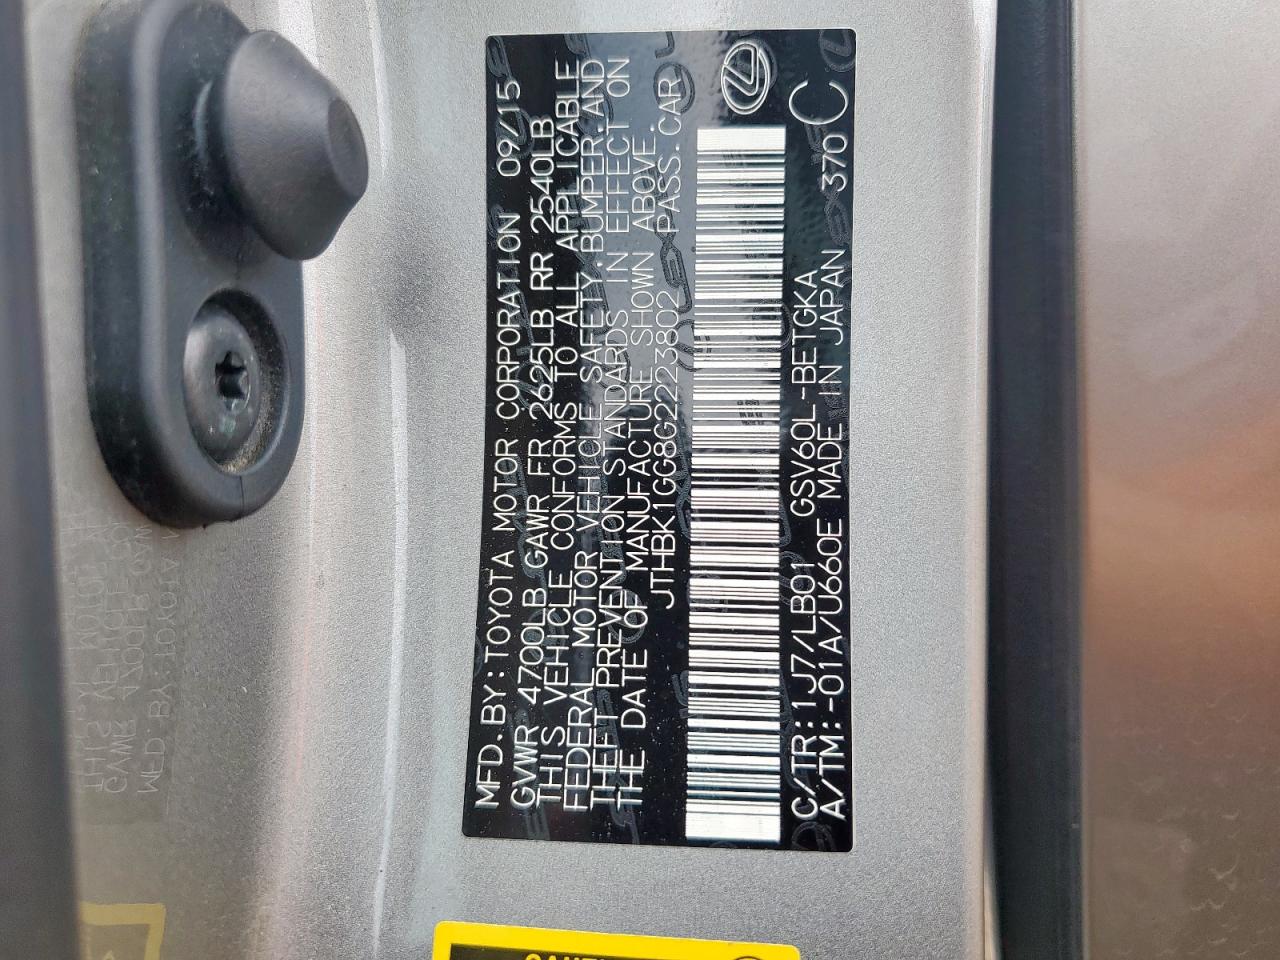 MFD.BY:TOYOTA MOTOR CORPORATION 09/15
GVWR 4700LB GAWR FR 2625LB RR 2540LB
THIS VEHICLE CONFORMS TO ALL APPLICABLE
FEDERAL MOTOR VEHICLE SAFETY,BUMPER,AND
THEFT PREVENTION STANDARDS IN EFFECT ON
THE DATE OF MANUFACTURE SHOWN ABOVE.
JTHBK1GG8G2223802 PASS.CAR
C/TR:1J7/LB01 GSV60L-BETGKA
A/TM:-01A/U660E MADE IN JAPAN 370 C